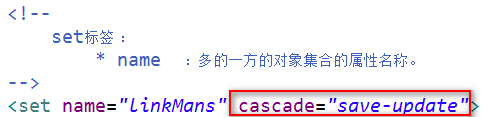 <!--
set标签：
* name ：多的一方的对象集合的属性名称。
-->
<set name="linkMans" cascade="save-update">